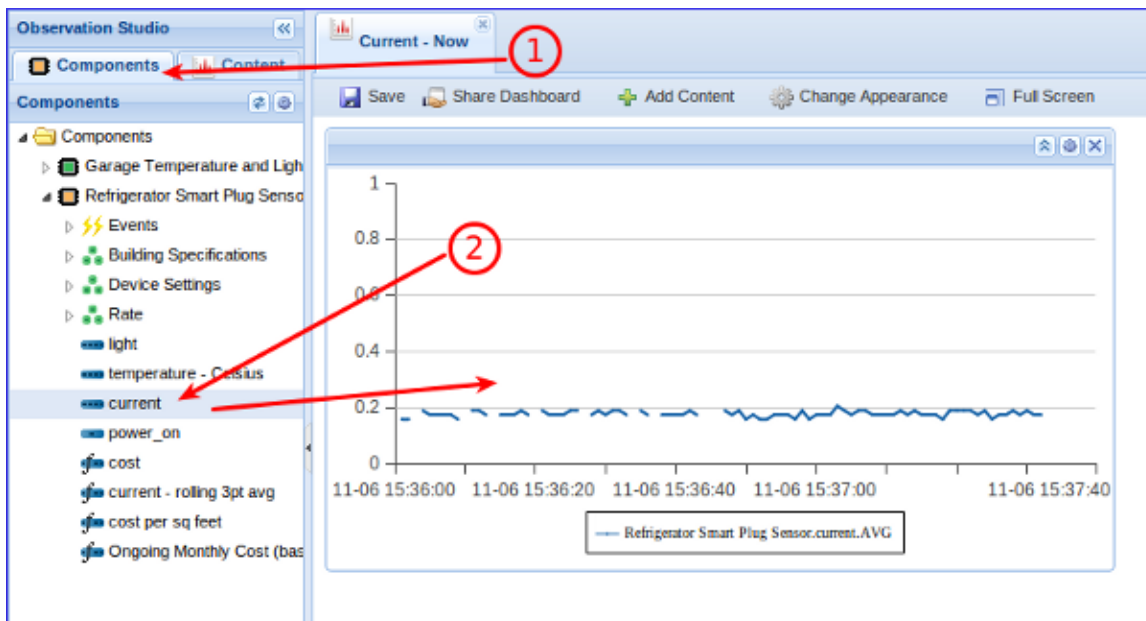 Observation Studio
Components
Content
Components
Components
Garage Temperature and Ligh
Refrigerator Smart Plug Senso
Events
Building Specifications
Device Settings
Rate
light
temperature - Celsius
current
power_on
cost
current - rolling 3pt avg
cost per sq feet
Ongoing Monthly Cost (bas
Current - Now
1
Save
Share Dashboard
Add Content
Change Appearance
Full Screen
2
1
0.8
0.6
0.4
0.2
0
11-06 15:36:00 11-06 15:36:20 11-06 15:36:40 11-06 15:37:00 11-06 15:37:40
Refrigerator Smart Plug Sensor.current.AVG